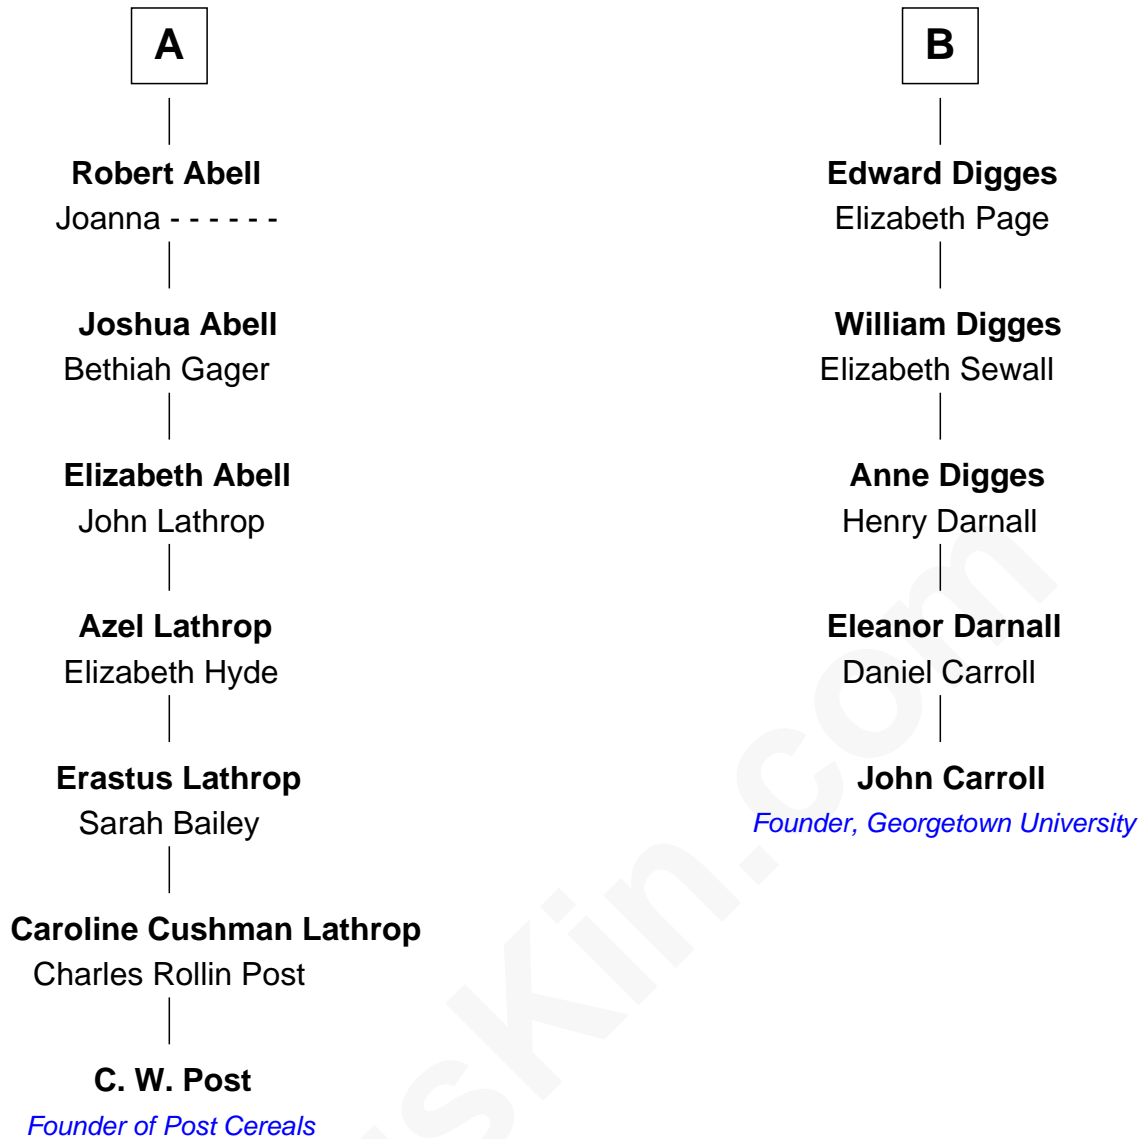 A
Robert Abell
Joanna - - - - - -
Joshua Abell
Bethiah Gager
Elizabeth Abell
John Lathrop
Azel Lathrop
Elizabeth Hyde
Erastus Lathrop
Sarah Bailey
Caroline Cushman Lathrop
Charles Rollin Post
C. W. Post
Founder of Post Cereals
B
Edward Digges
Elizabeth Page
William Digges
Elizabeth Sewall
Anne Digges
Henry Darnall
Eleanor Darnall
Daniel Carroll
John Carroll
Founder, Georgetown University